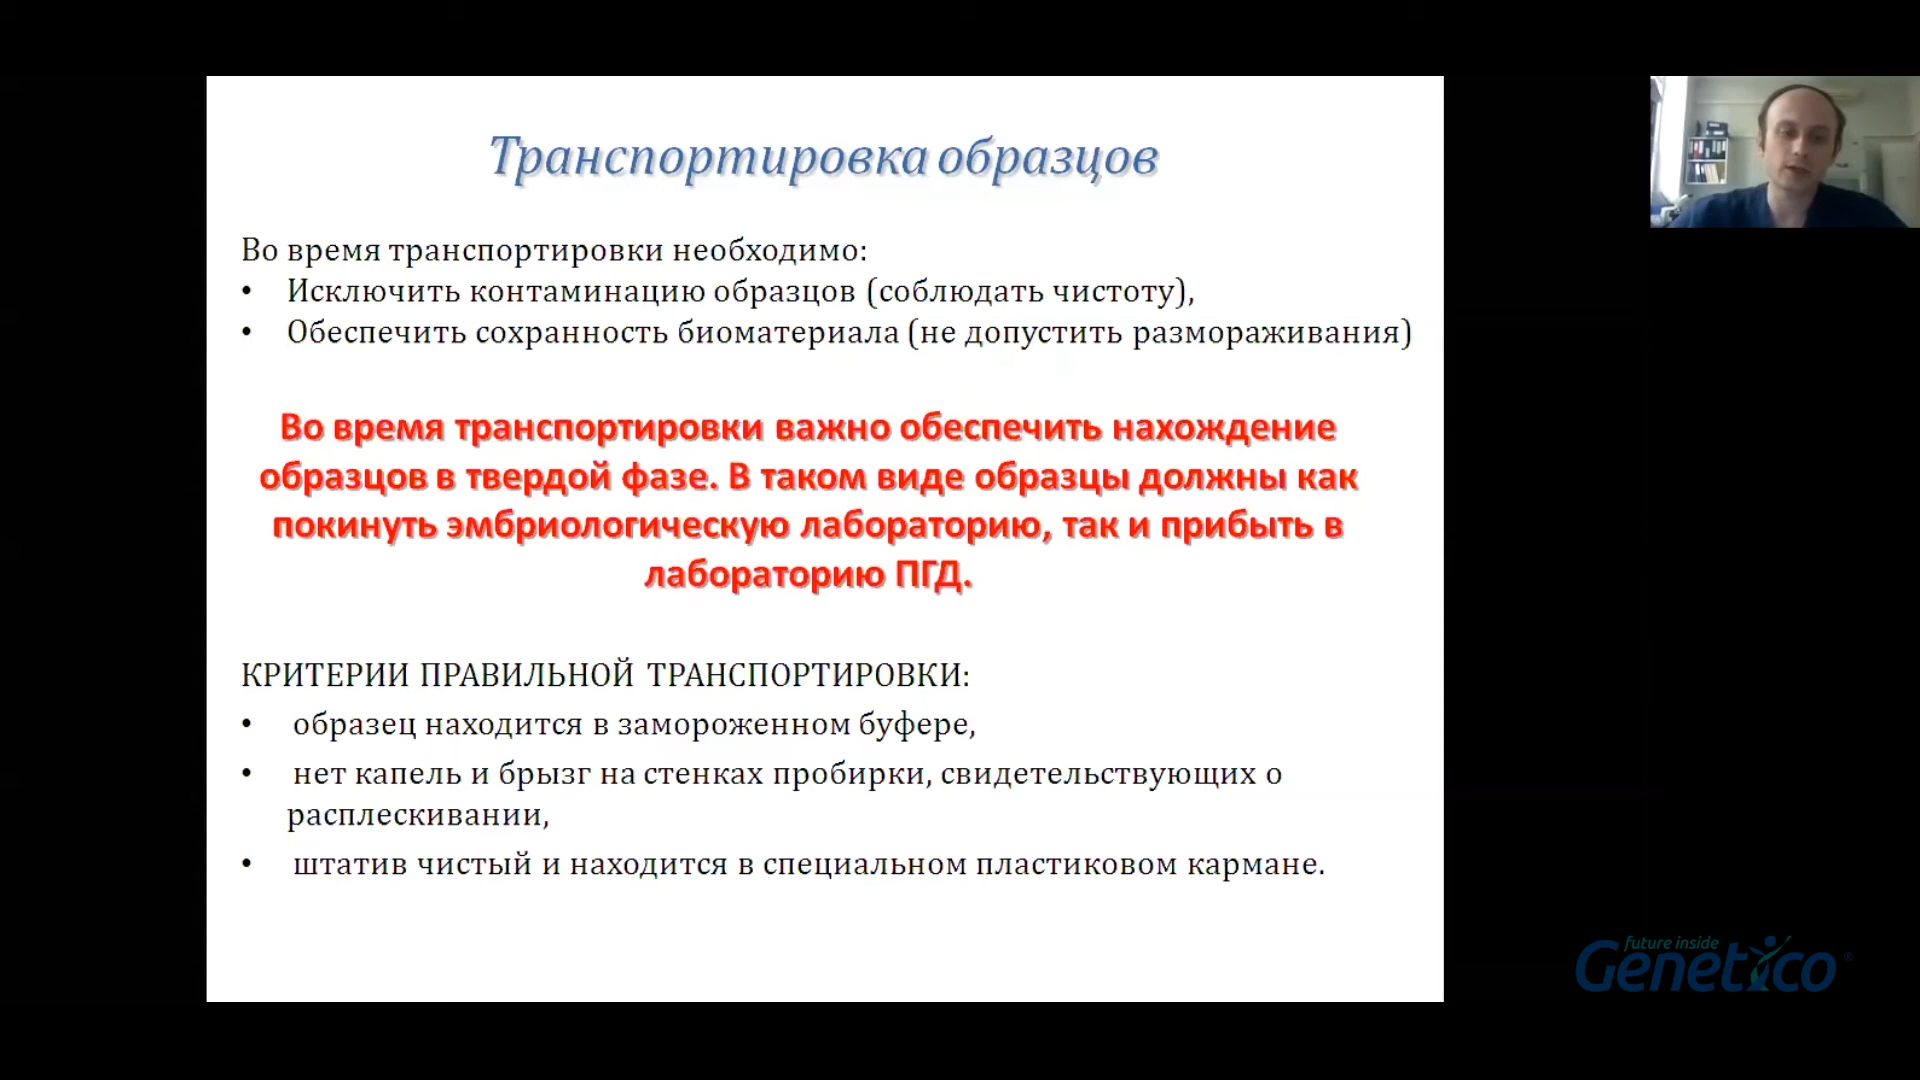 Транспортировка образцов
Во время транспортировки необходимо:
• Исключить контаминацию образцов (соблюдать чистоту),
• Обеспечить сохранность биоматериала (не допустить размораживания)
Во время транспортировки важно обеспечить нахождение
образцов в твердой фазе. В таком виде образцы должны как
покинуть эмбриологическую лабораторию, так и прибыть в
лабораторию ПГД.
КРИТЕРИИ ПРАВИЛЬНОЙ ТРАНСПОРТИРОВКИ:
• образец находится в замороженном буфере,
• нет капель и брызг на стенках пробирки, свидетельствующих о
расплескивании,
• штатив чистый и находится в специальном пластиковом кармане.
future inside
Genetico®